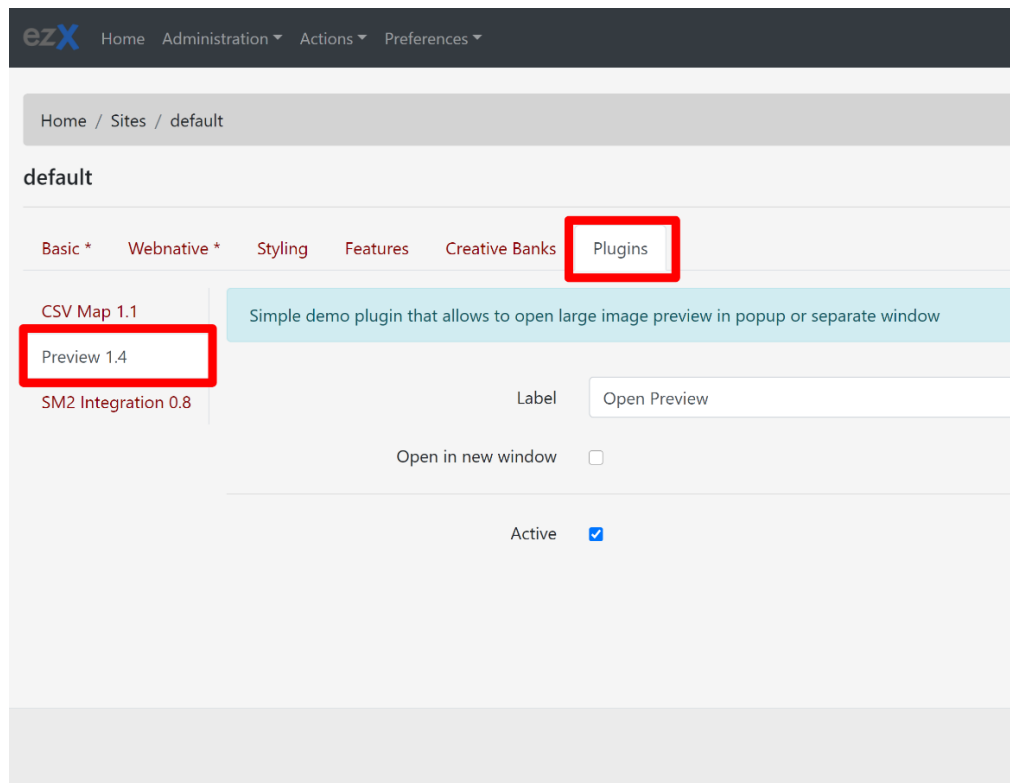 ezX Home Administration Actions Preferences
Home / Sites / default
default
Basic * Webnative * Styling Features Creative Banks Plugins
CSV Map 1.1
Simple demo plugin that allows to open large image preview in popup or separate window
Preview 1.4
SM2 Integration 0.8
Label Open Preview
Open in new window
Active